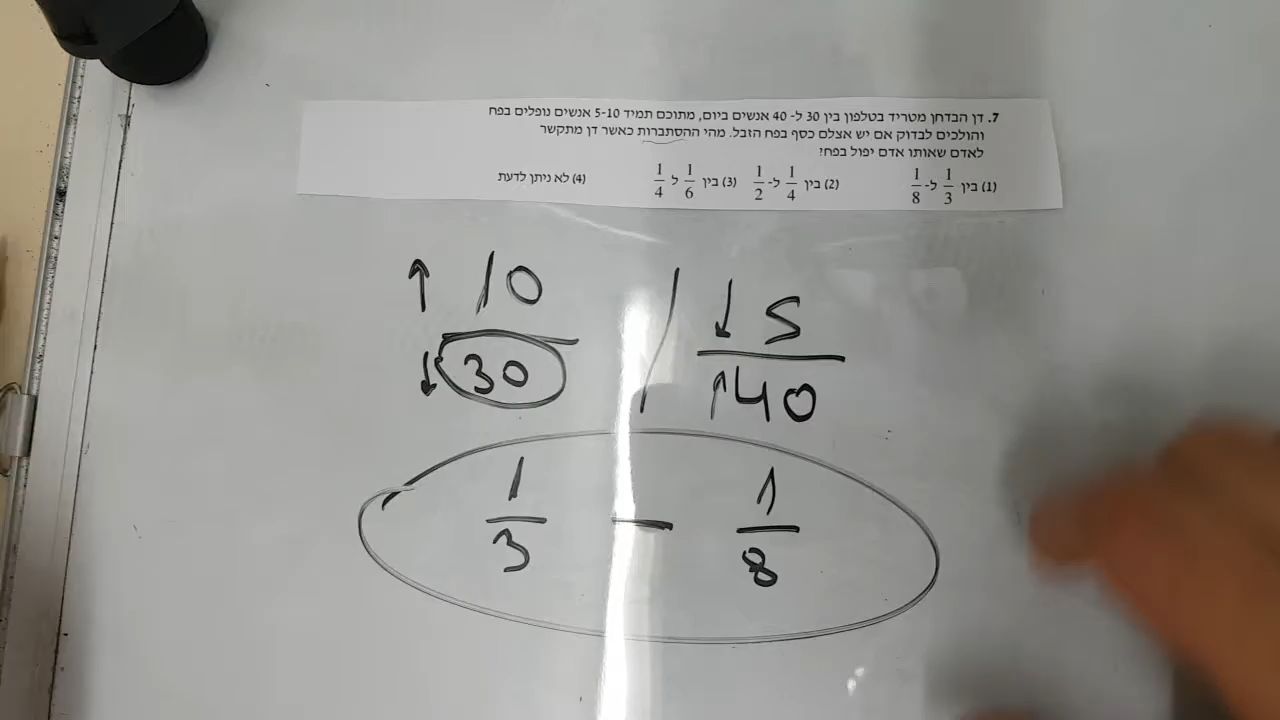 7. דן הבדחן מטריד בטלפון בין 30 ל- 40 אנשים ביום, מתוכם תמיד 5-10 אנשים נופלים בפח
והולכים לבדוק אם יש אצלם כסף בפח הזבל. מהי ההסתברות כאשר דן מתקשר
לאדם שאותו אדם יפול בפח?
(1) בין 1/3 ל- 1/8 (2) בין 1/4 ל- 1/2 (3) בין 1/6 ל 1/4 (4) לא ניתן לדעת
↑ 10 / ↓ 5
↓ 30 ↑ 40
1/3 — 1/8